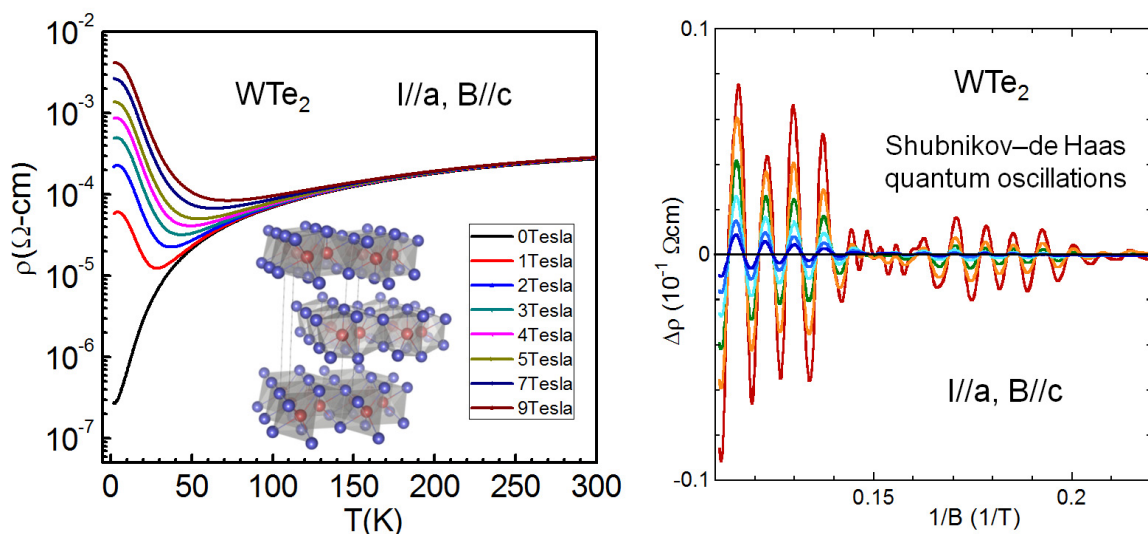 10⁻²
10⁻³
10⁻⁴
10⁻⁵
10⁻⁶
10⁻⁷
ρ(Ω-cm)
WTe₂
I//a, B//c
0Tesla
1Tesla
2Tesla
3Tesla
4Tesla
5Tesla
7Tesla
9Tesla
0 50 100 150 200 250 300
T(K)
0.1
0
-0.1
Δρ (10⁻¹ Ωcm)
WTe₂
Shubnikov–de Haas
quantum oscillations
I//a, B//c
0.15 0.2
1/B (1/T)